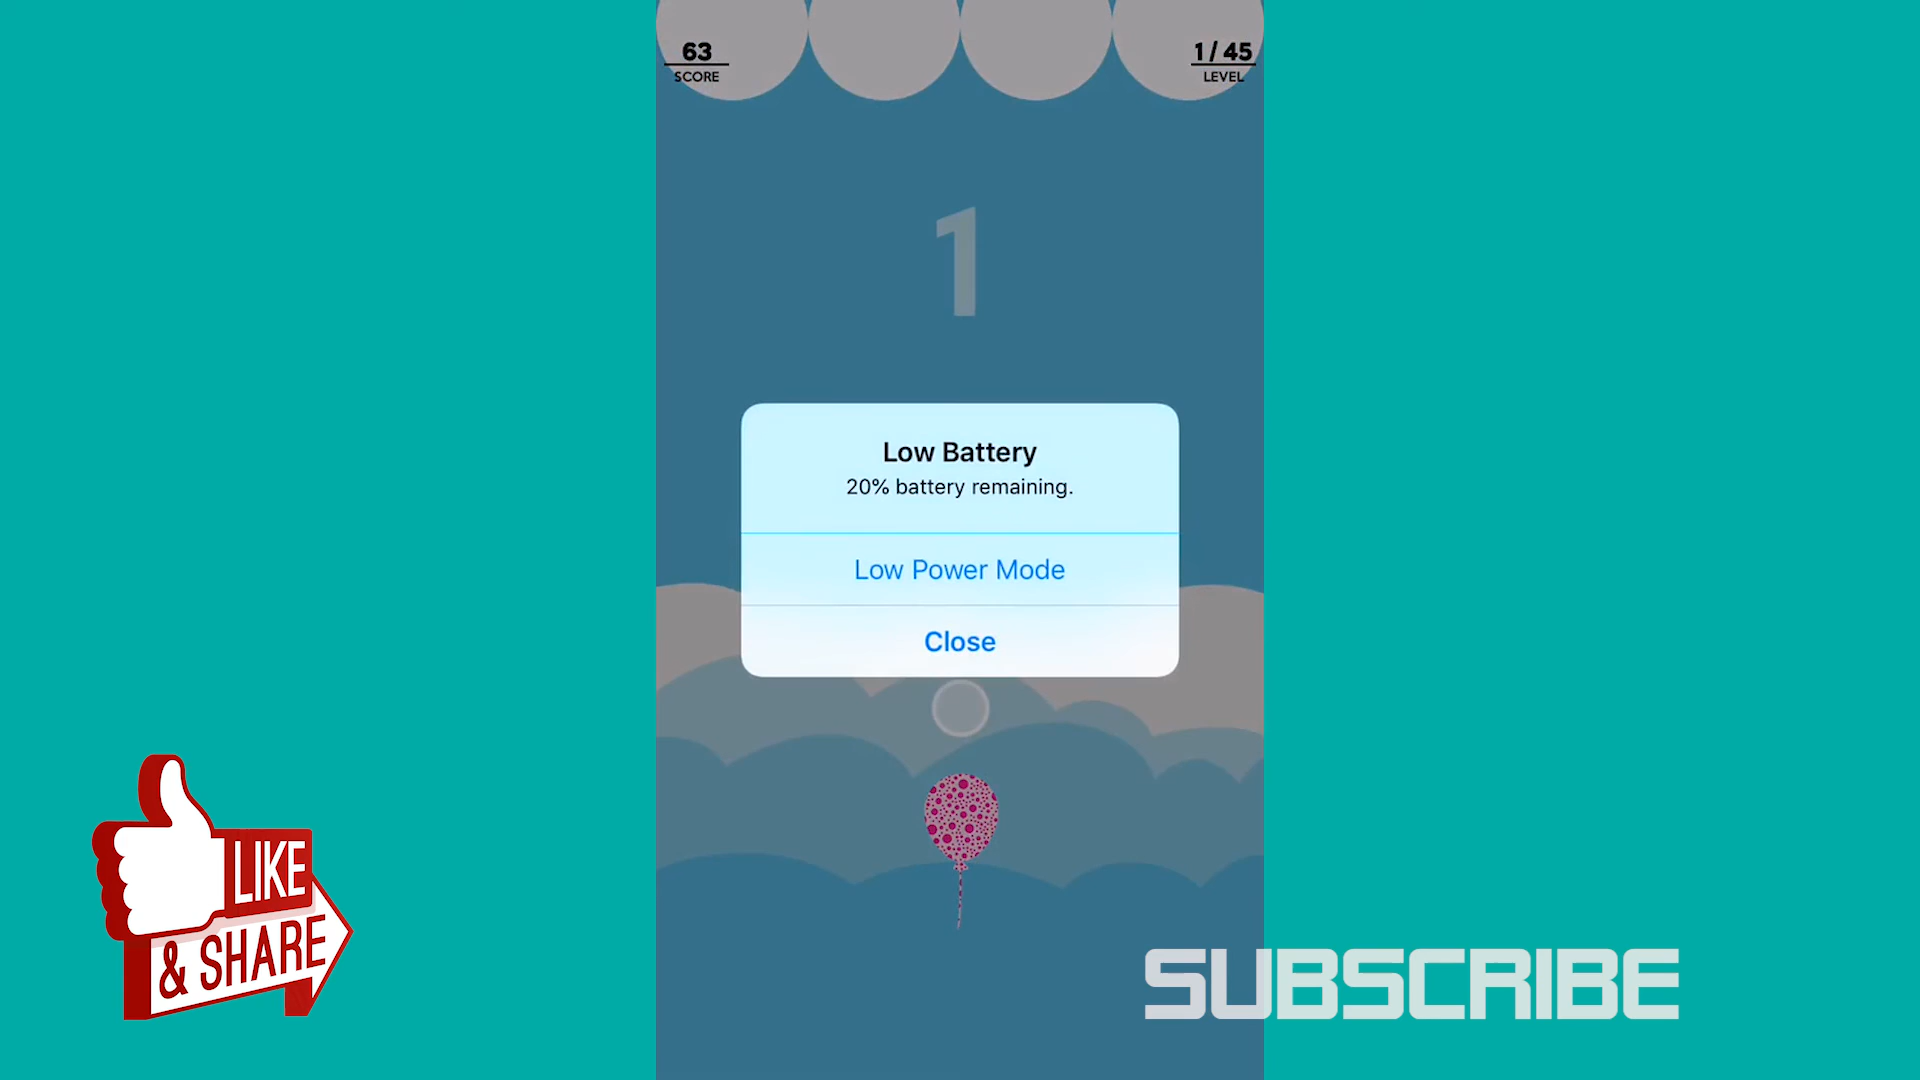 63
SCORE
1 / 45
LEVEL
1
Low Battery
20% battery remaining.
Low Power Mode
Close
LIKE
& SHARE
SUBSCRIBE